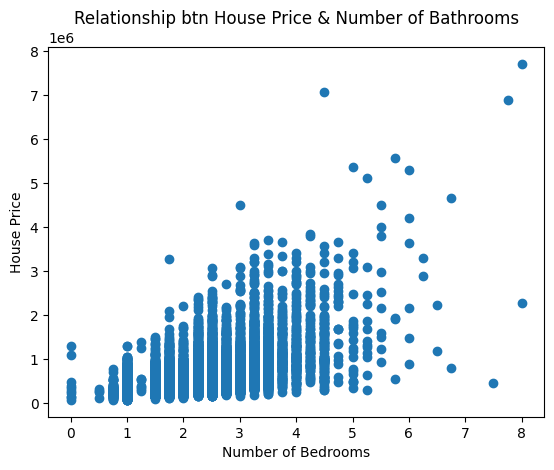 Relationship btn House Price & Number of Bathrooms
1e6
8
7
6
5
4
3
2
1
0
House Price
0 1 2 3 4 5 6 7 8
Number of Bedrooms